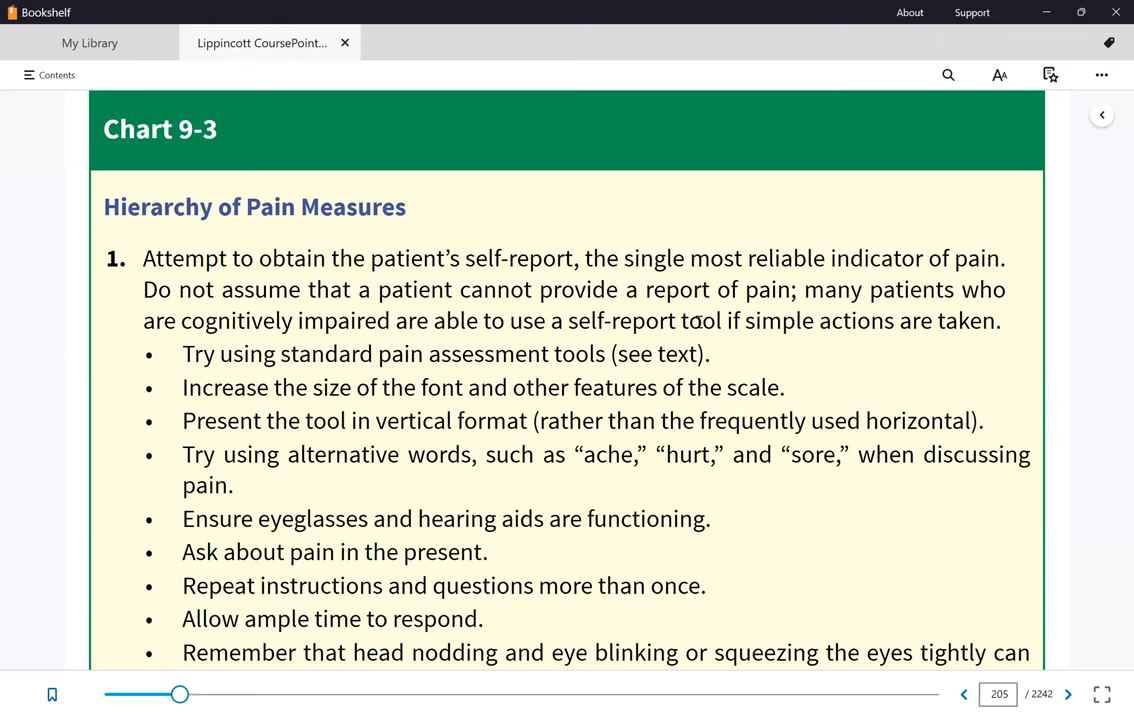 Bookshelf
About
Support
My Library
Lippincott CoursePoint...
Contents
Chart 9-3
Hierarchy of Pain Measures
1. Attempt to obtain the patient’s self-report, the single most reliable indicator of pain.
Do not assume that a patient cannot provide a report of pain; many patients who
are cognitively impaired are able to use a self-report tool if simple actions are taken.
• Try using standard pain assessment tools (see text).
• Increase the size of the font and other features of the scale.
• Present the tool in vertical format (rather than the frequently used horizontal).
• Try using alternative words, such as “ache,” “hurt,” and “sore,” when discussing
pain.
• Ensure eyeglasses and hearing aids are functioning.
• Ask about pain in the present.
• Repeat instructions and questions more than once.
• Allow ample time to respond.
• Remember that head nodding and eye blinking or squeezing the eyes tightly can
205 / 2242